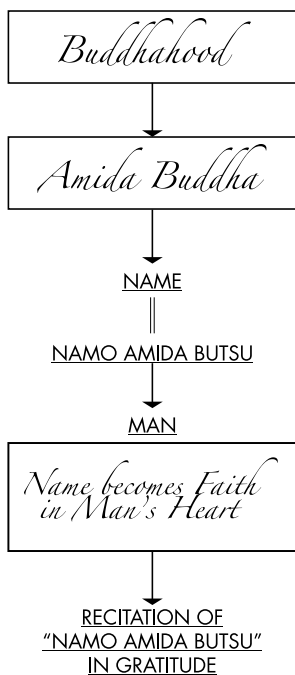 Buddhahood
Amida Buddha
NAME
NAMO AMIDA BUTSU
MAN
Name becomes Faith
in Man's Heart
RECITATION OF
"NAMO AMIDA BUTSU"
IN GRATITUDE